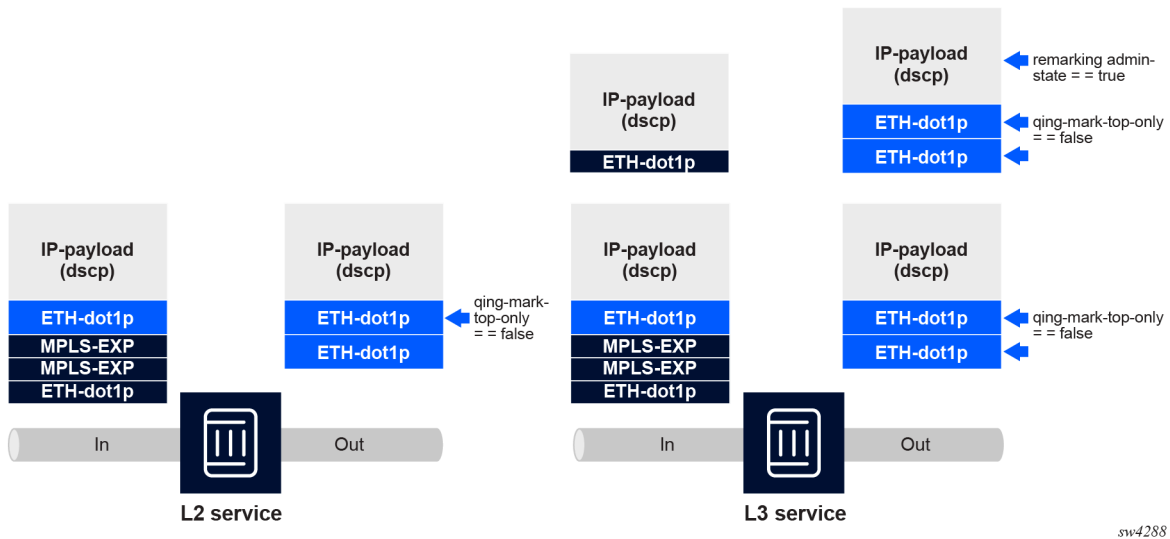 IP-payload
(dscp)
ETH-dot1p
MPLS-EXP
MPLS-EXP
ETH-dot1p
IP-payload
(dscp)
ETH-dot1p
ETH-dot1p
qing-mark-
top-only
= = false
In
Out
L2 service
IP-payload
(dscp)
ETH-dot1p
IP-payload
(dscp)
ETH-dot1p
ETH-dot1p
remarking admin-
state = = true
qing-mark-top-only
= = false
IP-payload
(dscp)
ETH-dot1p
MPLS-EXP
MPLS-EXP
ETH-dot1p
IP-payload
(dscp)
ETH-dot1p
ETH-dot1p
qing-mark-top-only
= = false
In
Out
L3 service
sw4288